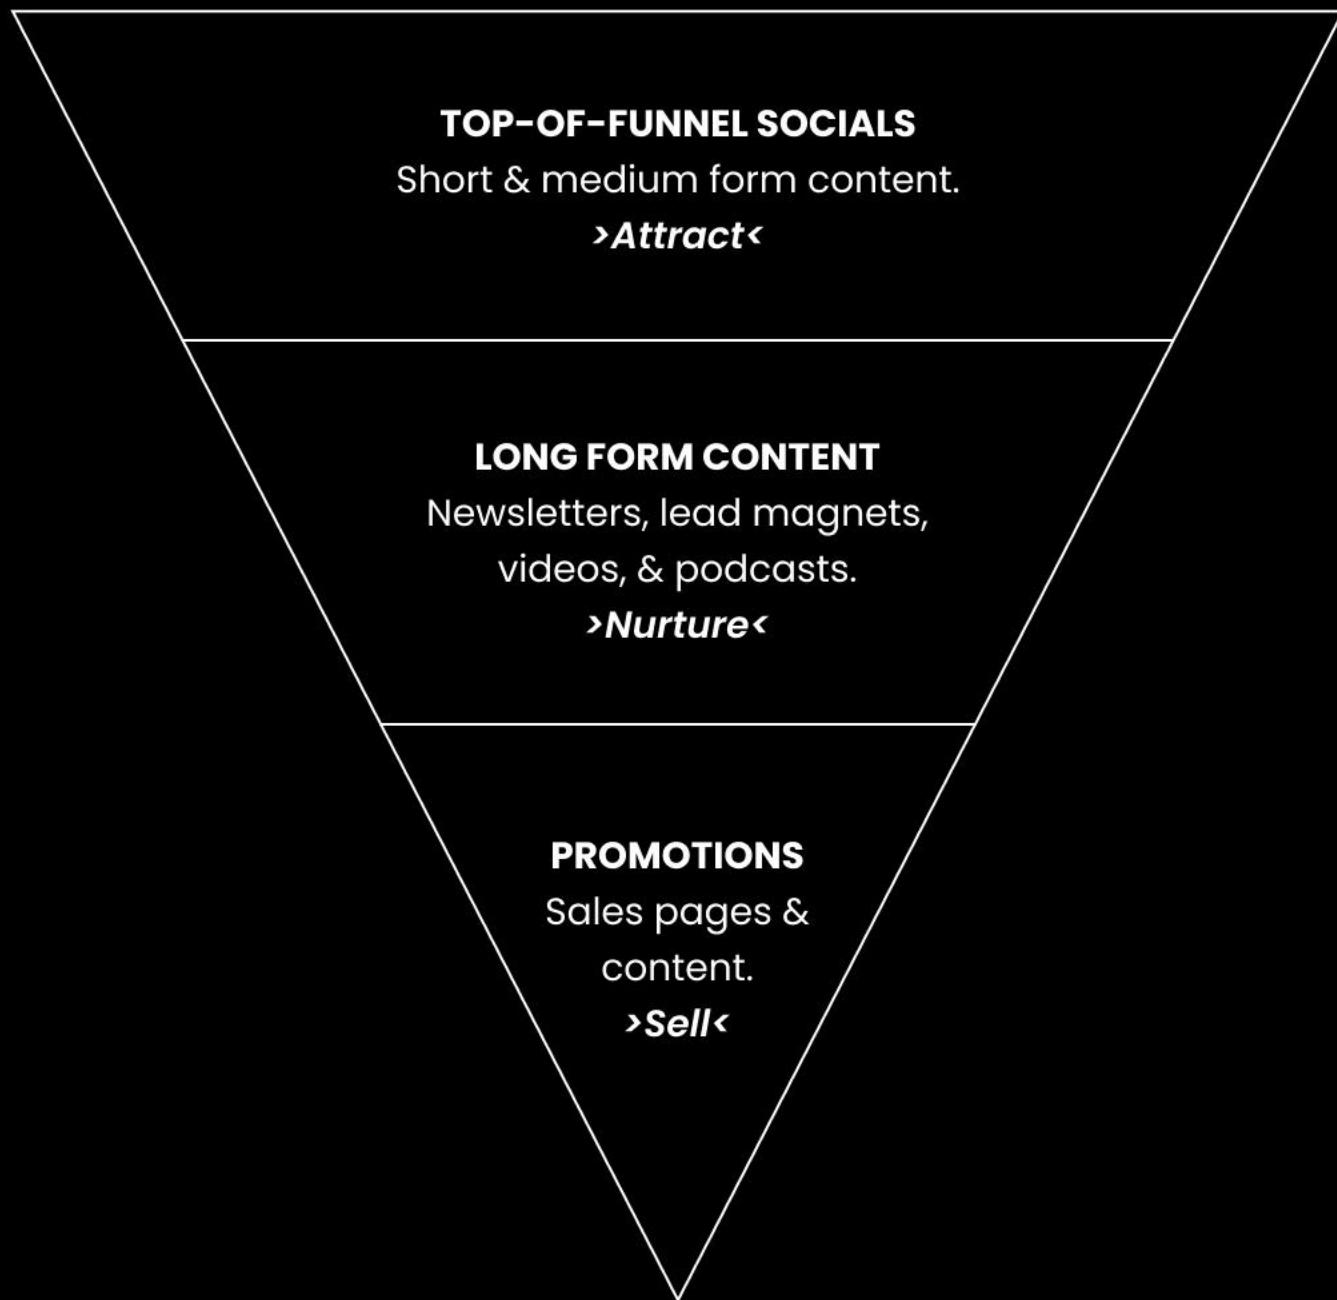 TOP-OF-FUNNEL SOCIALS
Short & medium form content.
>Attract<
LONG FORM CONTENT
Newsletters, lead magnets,
videos, & podcasts.
>Nurture<
PROMOTIONS
Sales pages &
content.
>Sell<